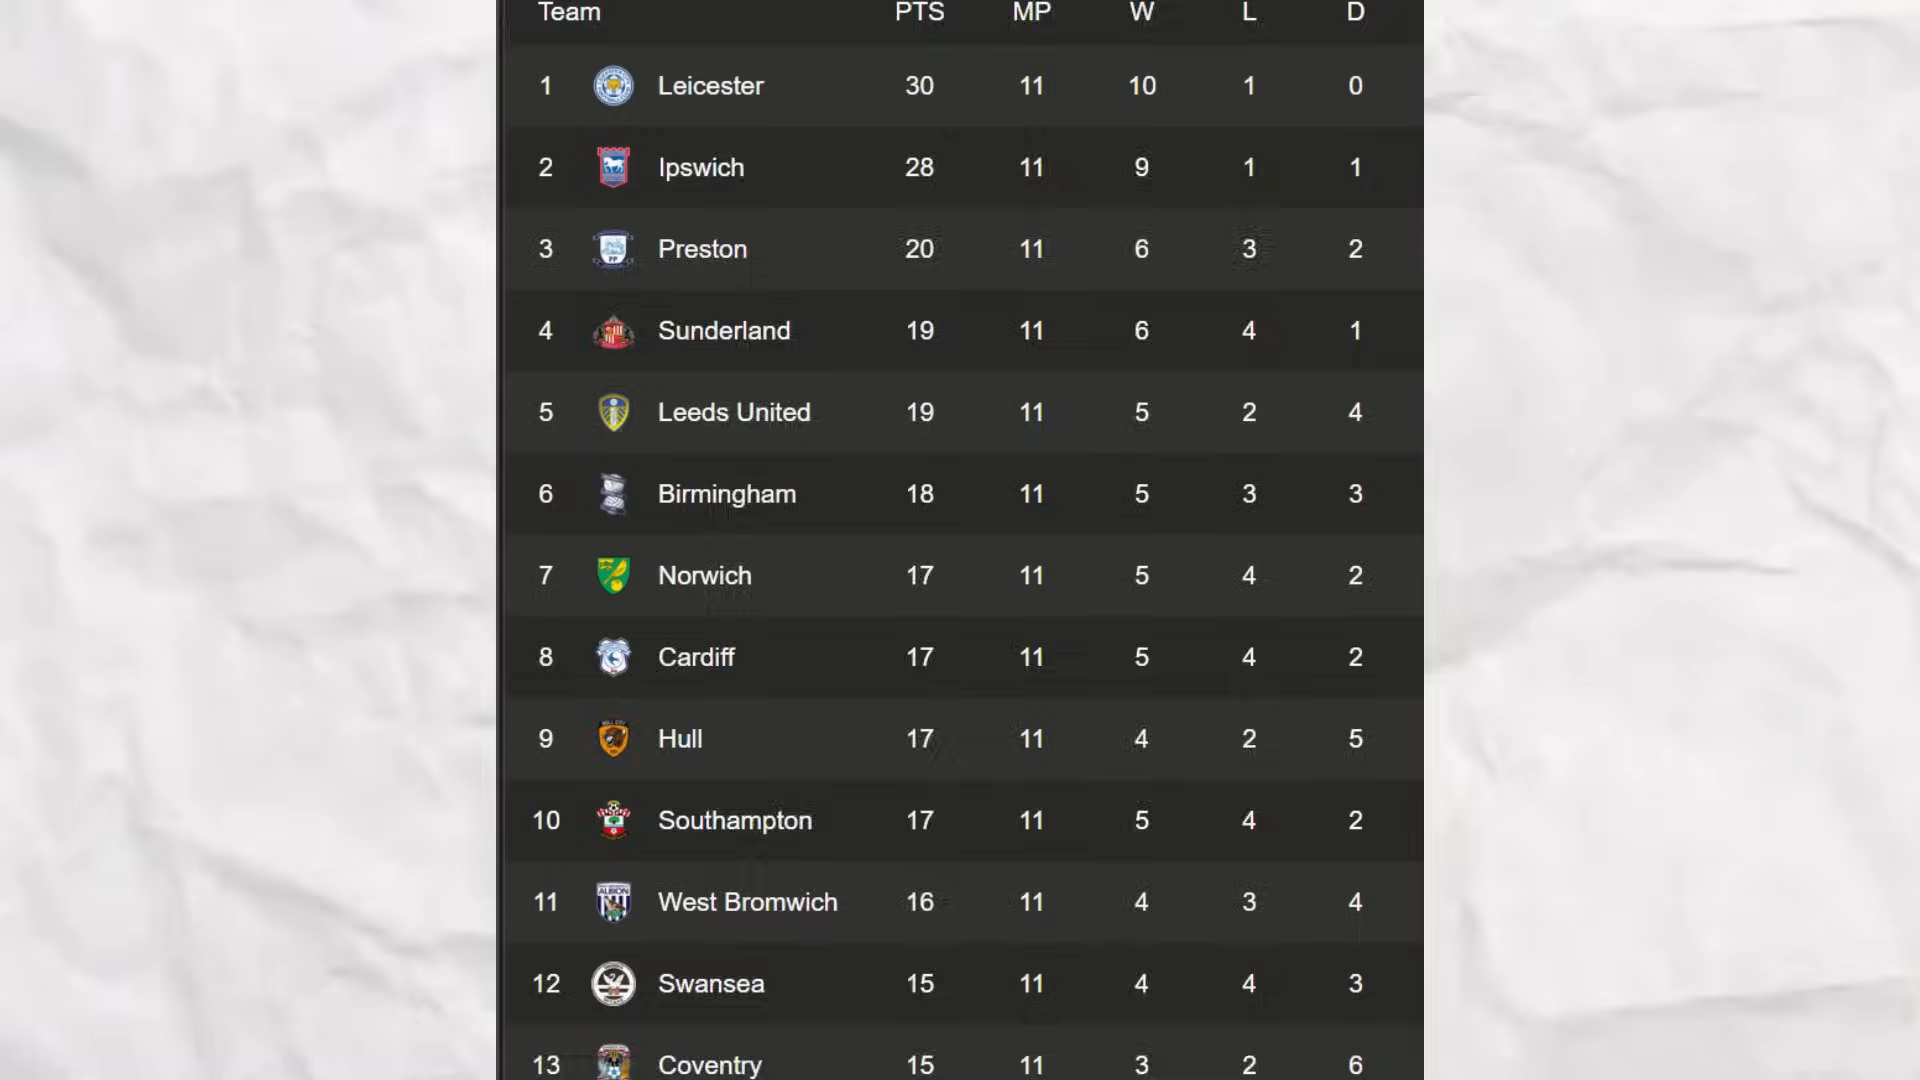 Team PTS MP W L D
1 Leicester 30 11 10 1 0
2 Ipswich 28 11 9 1 1
3 Preston 20 11 6 3 2
4 Sunderland 19 11 6 4 1
5 Leeds United 19 11 5 2 4
6 Birmingham 18 11 5 3 3
7 Norwich 17 11 5 4 2
8 Cardiff 17 11 5 4 2
9 Hull 17 11 4 2 5
10 Southampton 17 11 5 4 2
11 West Bromwich 16 11 4 3 4
12 Swansea 15 11 4 4 3
13 Coventry 15 11 3 2 6